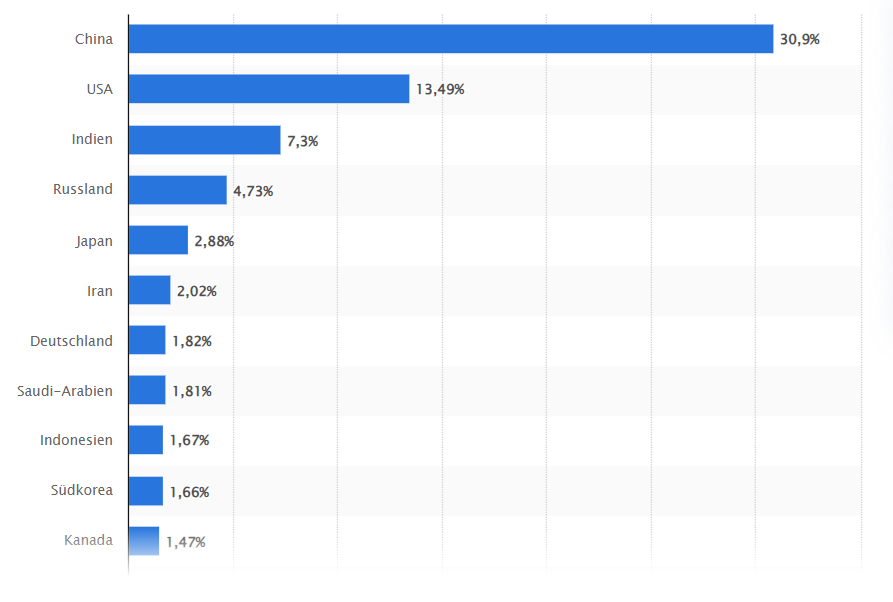 China 30,9%
USA 13,49%
Indien 7,3%
Russland 4,73%
Japan 2,88%
Iran 2,02%
Deutschland 1,82%
Saudi-Arabien 1,81%
Indonesien 1,67%
Südkorea 1,66%
Kanada 1,47%